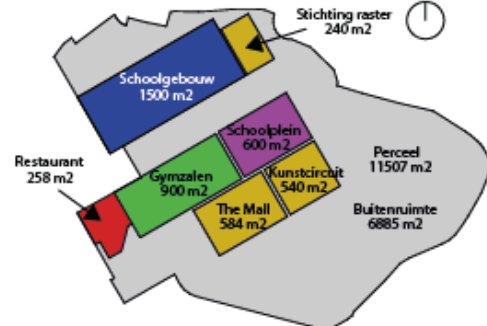 Stichting raster
240 m2
Schoolgebouw
1500 m2
Schoolplein
600 m2
Restaurant
258 m2
Gymzalen
900 m2
Kunstcircuit
540 m2
The Mall
584 m2
Perceel
11507 m2
Buitenruimte
6885 m2